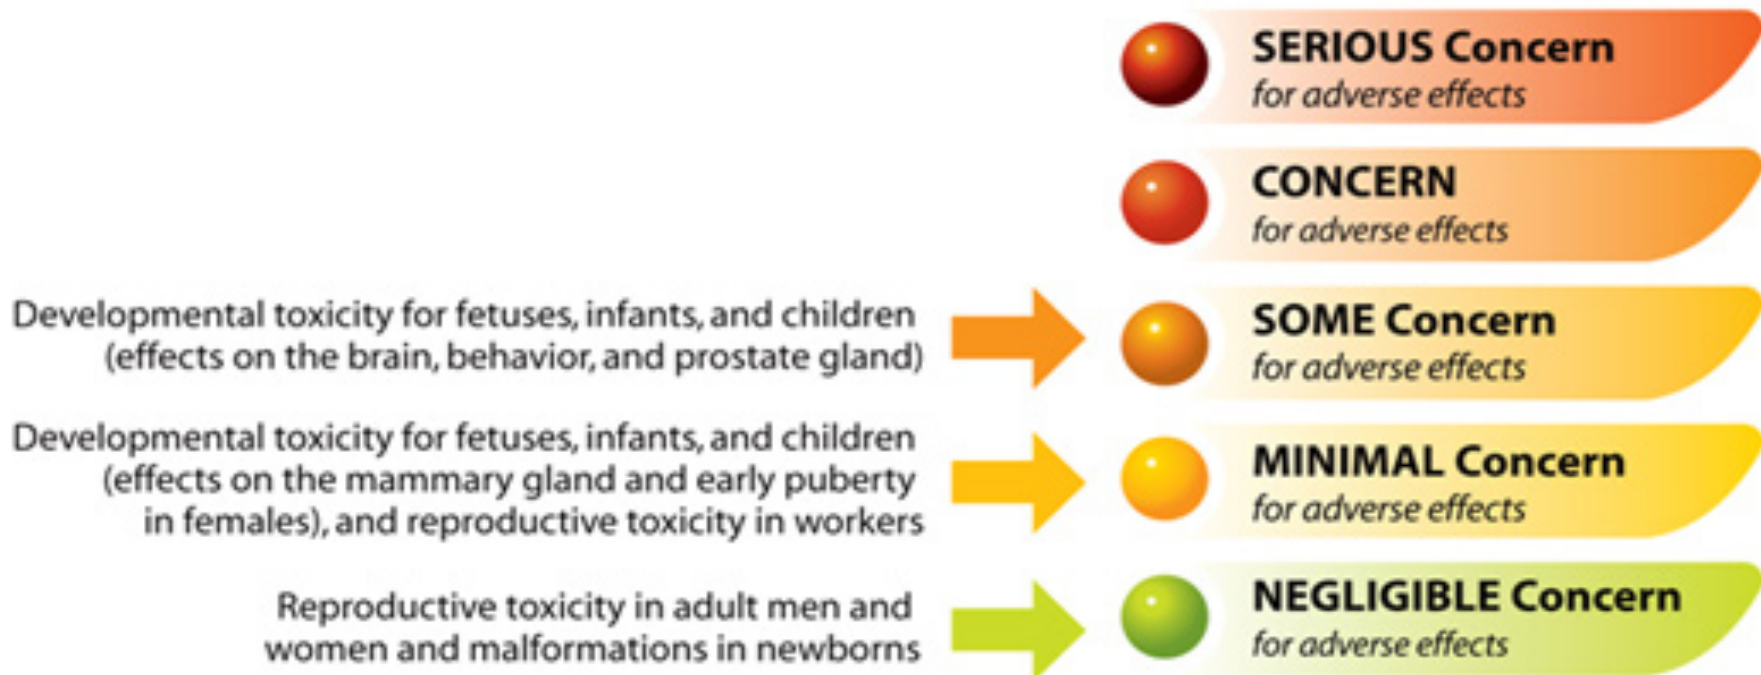 SERIOUS Concern
for adverse effects
CONCERN
for adverse effects
Developmental toxicity for fetuses, infants, and children
(effects on the brain, behavior, and prostate gland)
SOME Concern
for adverse effects
Developmental toxicity for fetuses, infants, and children
(effects on the mammary gland and early puberty
in females), and reproductive toxicity in workers
MINIMAL Concern
for adverse effects
Reproductive toxicity in adult men and
women and malformations in newborns
NEGLIGIBLE Concern
for adverse effects